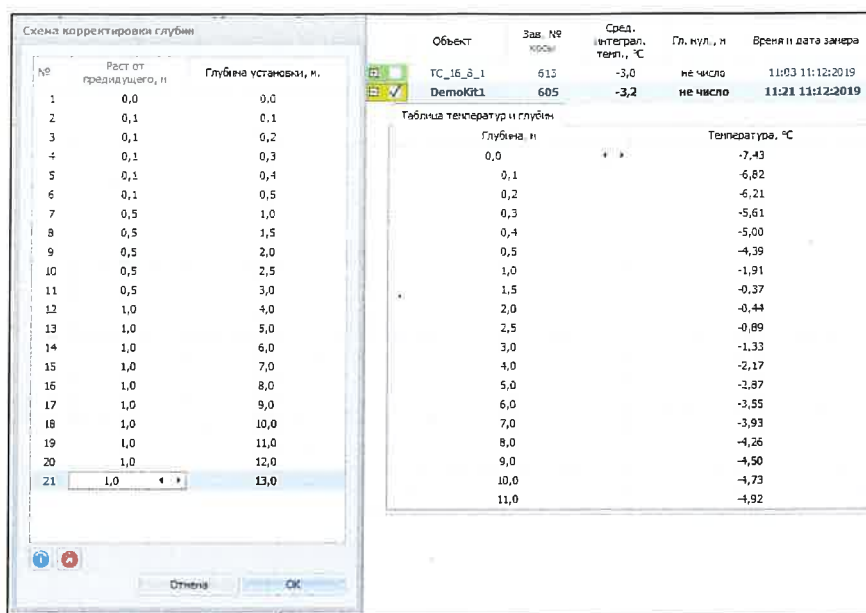 Схема корректировки глубин
№ Раст от предыдущего, м Глубина установки, м.
1 0,0 0,0
2 0,1 0,1
3 0,1 0,2
4 0,1 0,3
5 0,1 0,4
6 0,1 0,5
7 0,5 1,0
8 0,5 1,5
9 0,5 2,0
10 0,5 2,5
11 0,5 3,0
12 1,0 4,0
13 1,0 5,0
14 1,0 6,0
15 1,0 7,0
16 1,0 8,0
17 1,0 9,0
18 1,0 10,0
19 1,0 11,0
20 1,0 12,0
21 1,0 13,0
Отмена ОК
Объект Зав. № косы Сред. интеграл. темп., °C Гл. нул., м Время и дата замера
ТС_16_8_1 613 -3,0 не число 11:03 11:12:2019
DemoKit1 605 -3,2 не число 11:21 11:12:2019
Таблица температур и глубин
Глубина, м Температура, °C
0,0 -7,43
0,1 -6,82
0,2 -6,21
0,3 -5,61
0,4 -5,00
0,5 -4,39
1,0 -1,91
1,5 -0,37
2,0 -0,44
2,5 -0,89
3,0 -1,33
4,0 -2,17
5,0 -2,87
6,0 -3,55
7,0 -3,93
8,0 -4,26
9,0 -4,50
10,0 -4,73
11,0 -4,92